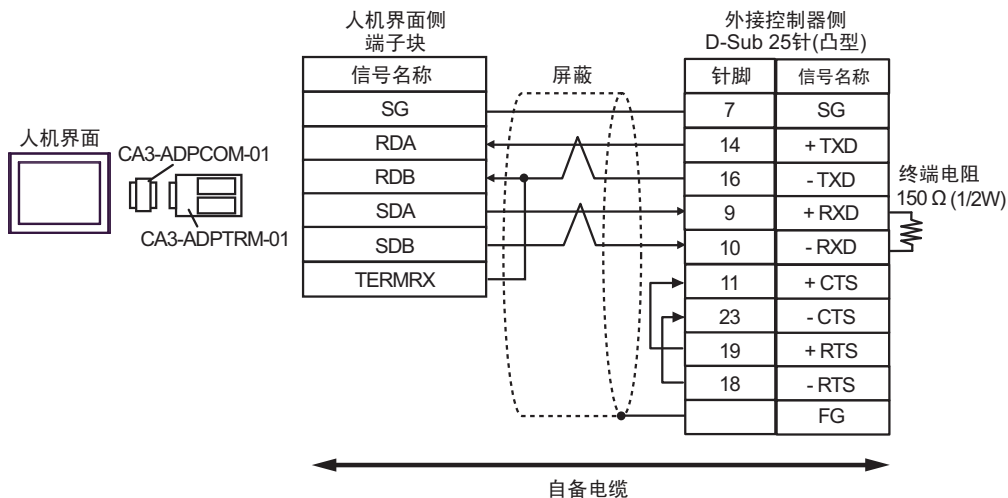 人机界面侧
端子块
外接控制器侧
D-Sub 25针(凸型)
信号名称
屏蔽
针脚 信号名称
SG
7 SG
人机界面
CA3-ADPCOM-01
CA3-ADPTRM-01
RDA
14 + TXD
RDB
16 - TXD
终端电阻
150 Ω (1/2W)
SDA
9 + RXD
SDB
10 - RXD
TERMRX
11 + CTS
23 - CTS
19 + RTS
18 - RTS
FG
自备电缆